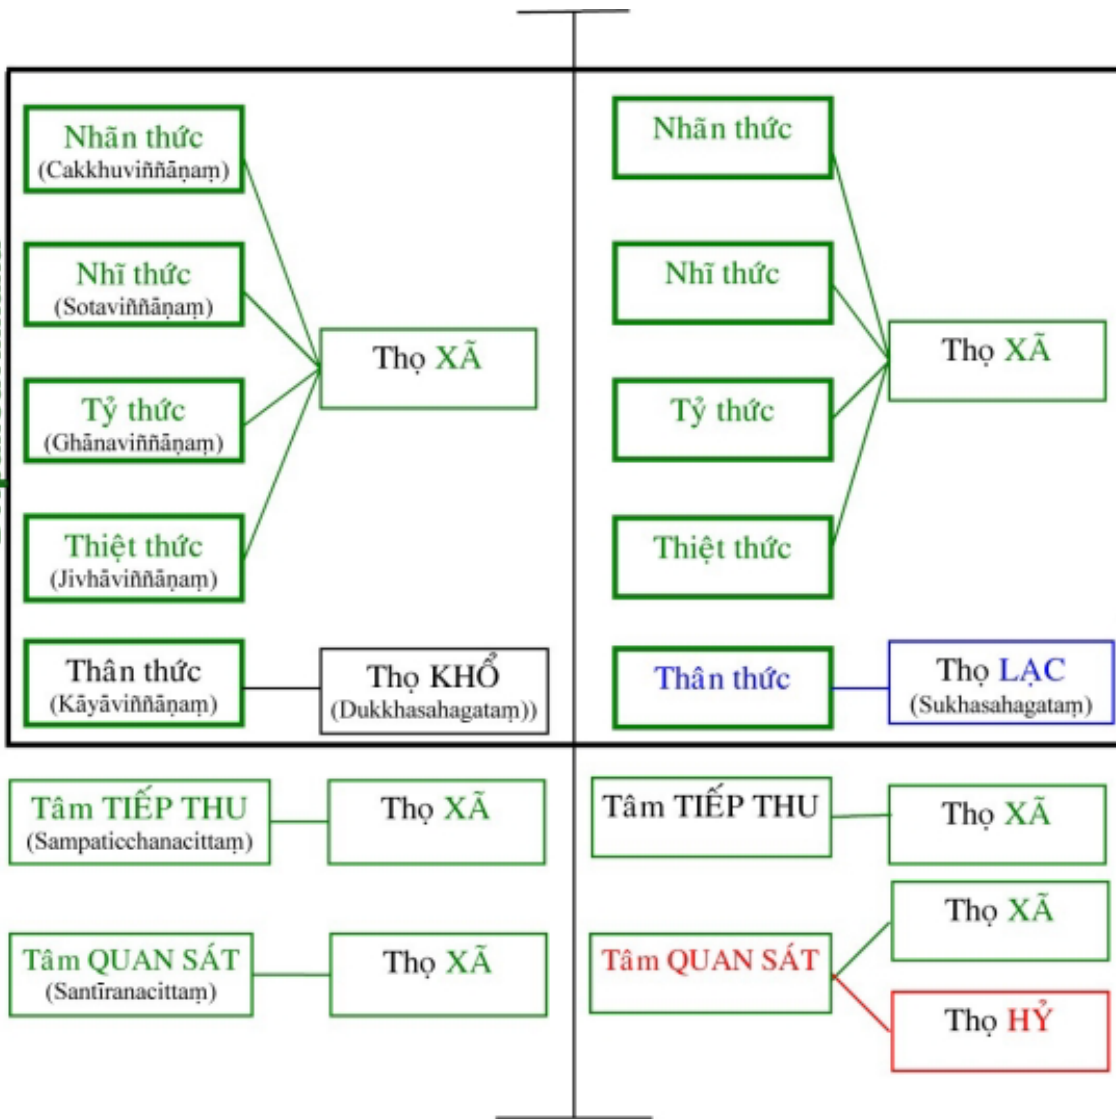 Nhãn thức
(Cakkhuviññāṇaṃ)
Nhĩ thức
(Sotaviññāṇaṃ)
Tỷ thức
(Ghānaviññāṇaṃ)
Thiệt thức
(Jivhāviññāṇaṃ)
Thọ XÃ
Thân thức
(Kāyāviññāṇaṃ)
Thọ KHỔ
(Dukkhasahagataṃ))
Tâm TIẾP THU
(Sampaticchanacittaṃ)
Thọ XÃ
Tâm QUAN SÁT
(Santīranacittaṃ)
Thọ XÃ
Nhãn thức
Nhĩ thức
Tỷ thức
Thiệt thức
Thọ XÃ
Thân thức
Thọ LẠC
(Sukhasahagataṃ)
Tâm TIẾP THU
Thọ XÃ
Tâm QUAN SÁT
Thọ XÃ
Thọ HỶ